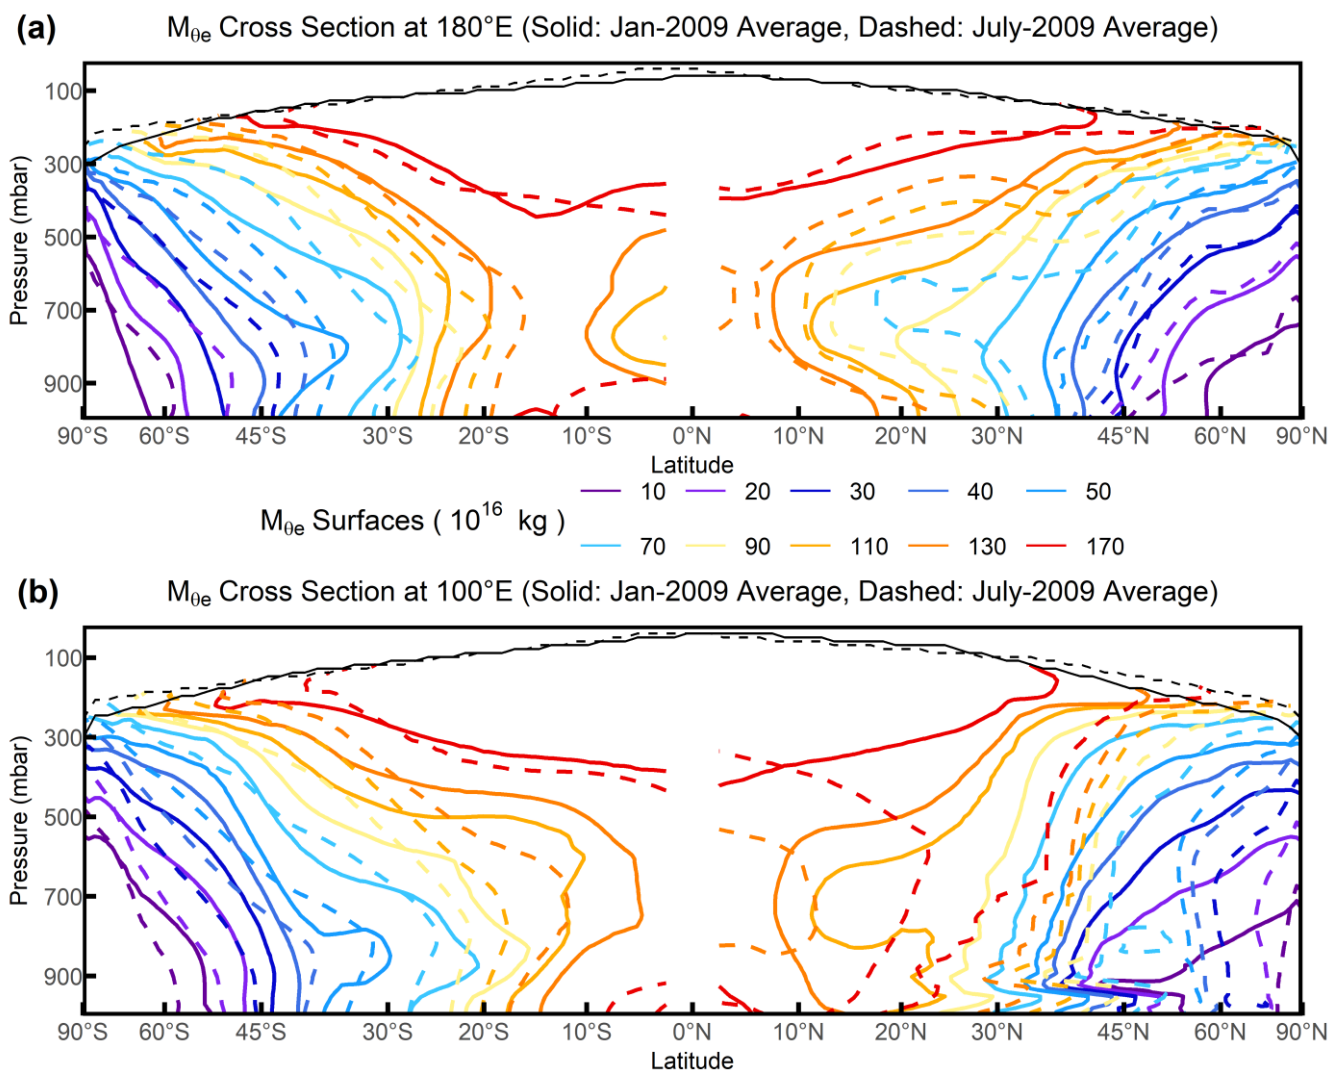 (a) Mθe Cross Section at 180°E (Solid: Jan-2009 Average, Dashed: July-2009 Average)
Pressure (mbar)
100
300
500
700
900
90°S 60°S 45°S 30°S 20°S 10°S 0°N 10°N 20°N 30°N 45°N 60°N 90°N
Latitude
Mθe Surfaces ( 10^16 kg )
10 20 30 40 50
70 90 110 130 170
(b) Mθe Cross Section at 100°E (Solid: Jan-2009 Average, Dashed: July-2009 Average)
Pressure (mbar)
100
300
500
700
900
90°S 60°S 45°S 30°S 20°S 10°S 0°N 10°N 20°N 30°N 45°N 60°N 90°N
Latitude